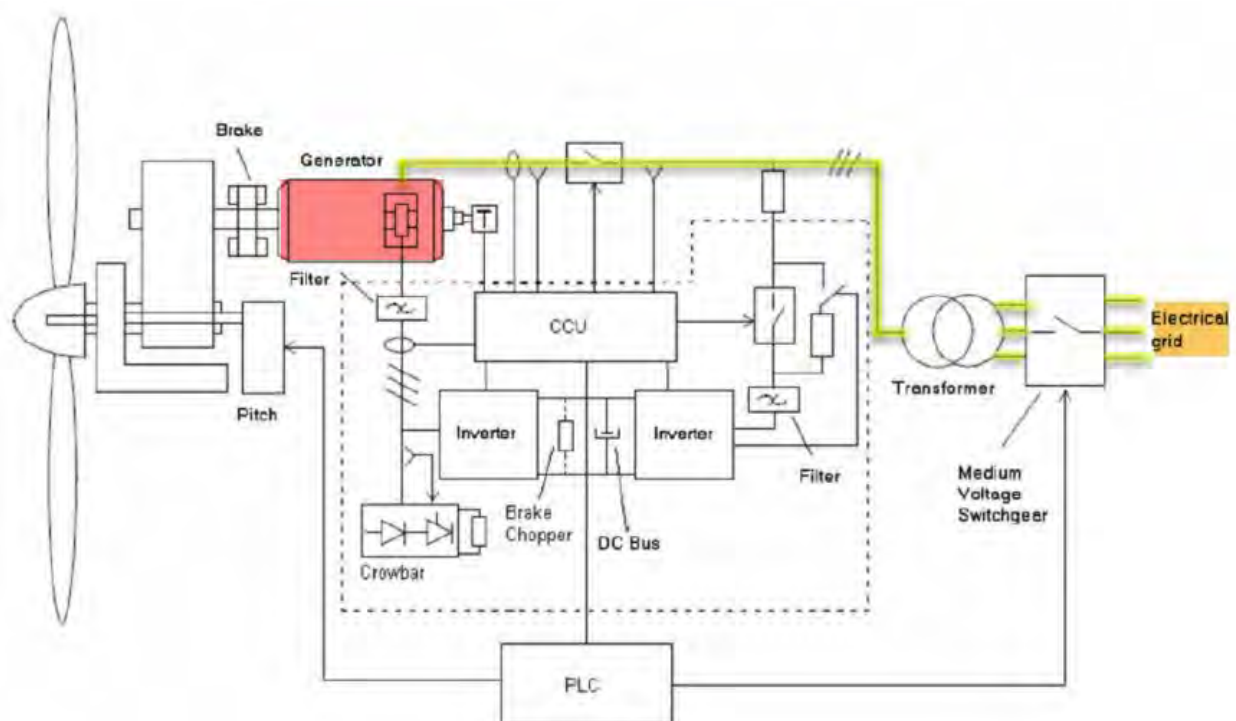 Brake
Generator
T
Filter
CCU
Electrical
grid
Transformer
Pitch
Inverter
Inverter
Filter
Medium
Voltage
Switchgear
Brake
Chopper
DC Bus
Crowbar
PLC